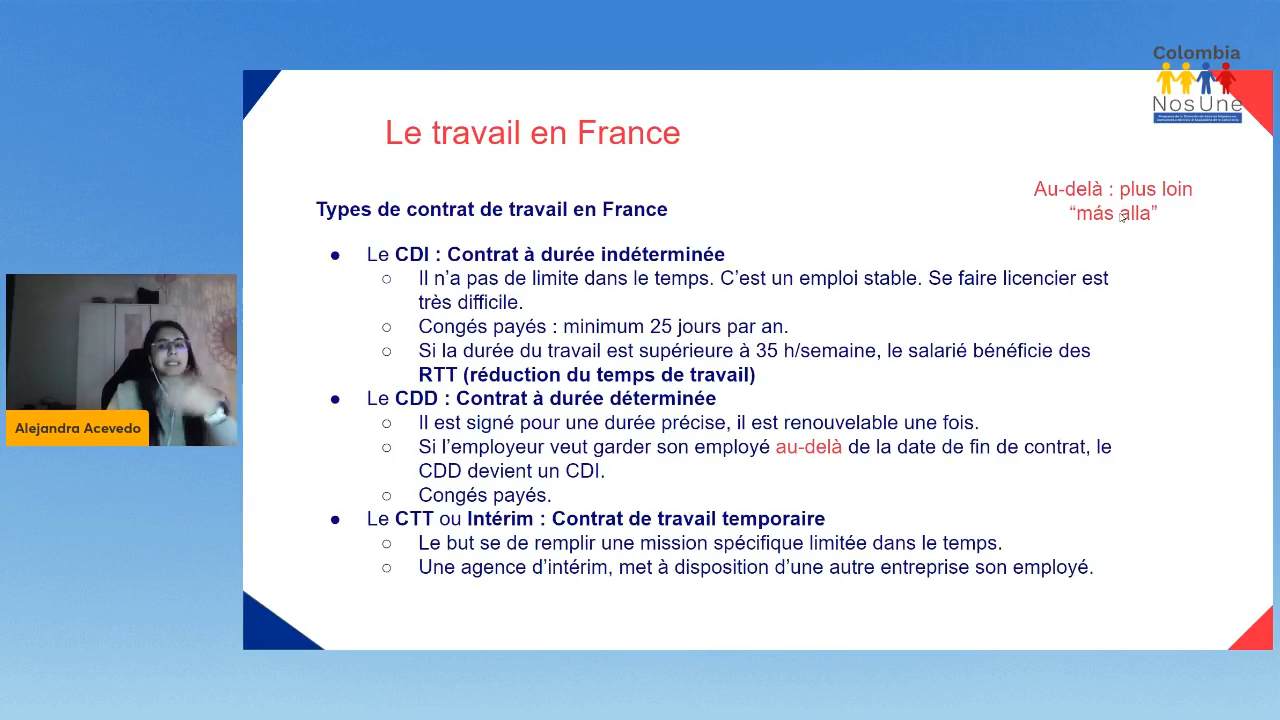 Colombia
NosUne
Le travail en France
Au-delà : plus loin
“más alla”
Types de contrat de travail en France
● Le CDI : Contrat à durée indéterminée
○ Il n’a pas de limite dans le temps. C’est un emploi stable. Se faire licencier est
très difficile.
○ Congés payés : minimum 25 jours par an.
○ Si la durée du travail est supérieure à 35 h/semaine, le salarié bénéficie des
RTT (réduction du temps de travail)
● Le CDD : Contrat à durée déterminée
○ Il est signé pour une durée précise, il est renouvelable une fois.
○ Si l’employeur veut garder son employé au-delà de la date de fin de contrat, le
CDD devient un CDI.
○ Congés payés.
● Le CTT ou Intérim : Contrat de travail temporaire
○ Le but se de remplir une mission spécifique limitée dans le temps.
○ Une agence d’intérim, met à disposition d’une autre entreprise son employé.
Alejandra Acevedo